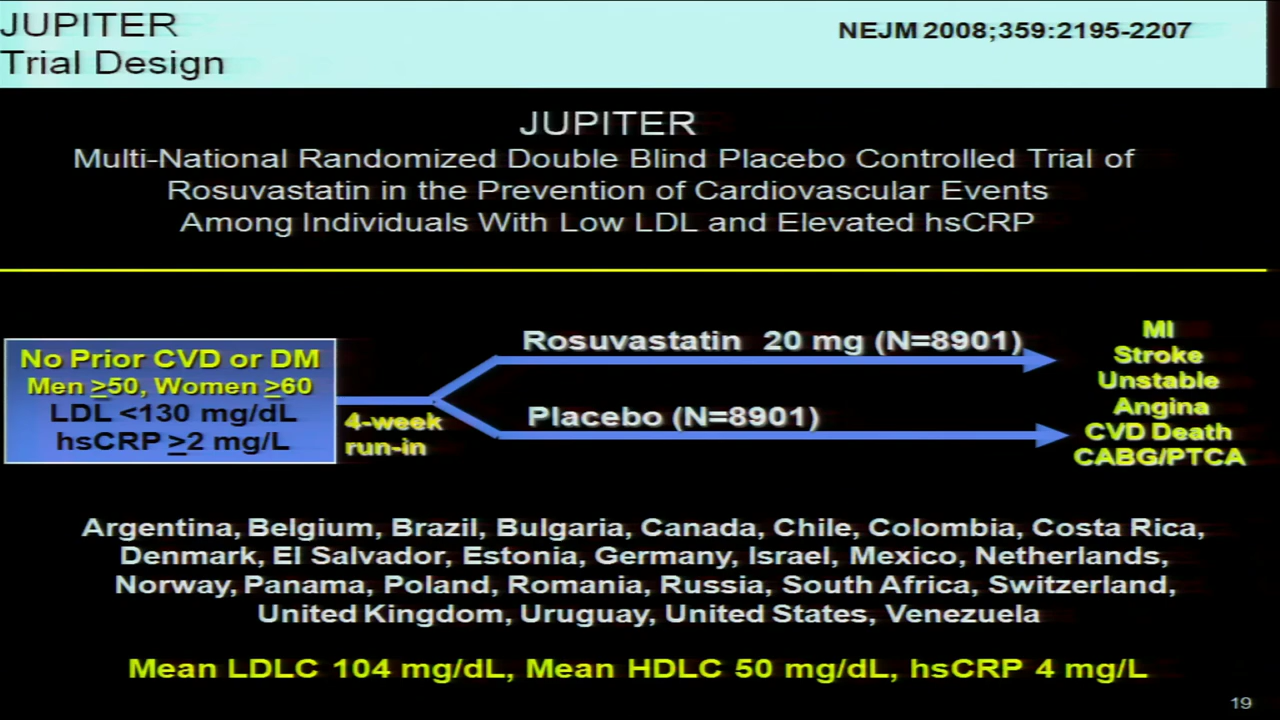 JUPITER
Trial Design
NEJM 2008;359:2195-2207
JUPITER
Multi-National Randomized Double Blind Placebo Controlled Trial of
Rosuvastatin in the Prevention of Cardiovascular Events
Among Individuals With Low LDL and Elevated hsCRP
No Prior CVD or DM
Men ≥50, Women ≥60
LDL <130 mg/dL
hsCRP ≥2 mg/L
4-week
run-in
Rosuvastatin 20 mg (N=8901)
Placebo (N=8901)
MI
Stroke
Unstable
Angina
CVD Death
CABG/PTCA
Argentina, Belgium, Brazil, Bulgaria, Canada, Chile, Colombia, Costa Rica,
Denmark, El Salvador, Estonia, Germany, Israel, Mexico, Netherlands,
Norway, Panama, Poland, Romania, Russia, South Africa, Switzerland,
United Kingdom, Uruguay, United States, Venezuela
Mean LDLC 104 mg/dL, Mean HDLC 50 mg/dL, hsCRP 4 mg/L
19